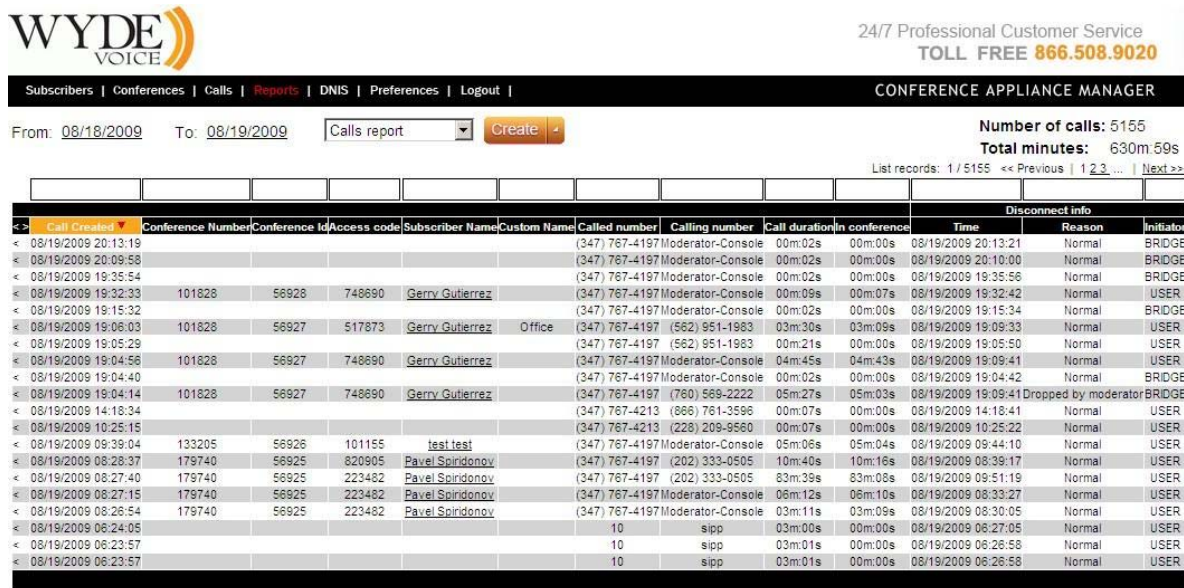 WYDE
VOICE
24/7 Professional Customer Service
TOLL FREE 866.508.9020
Subscribers | Conferences | Calls | Reports | DNIS | Preferences | Logout |
CONFERENCE APPLIANCE MANAGER
From: 08/18/2009 To: 08/19/2009 Calls report Create
Number of calls: 5155
Total minutes: 630m:59s
List records: 1 / 5155 << Previous | 1 2 3 ... | Next >>
Disconnect info
< > Call Created Conference Number Conference Id Access code Subscriber Name Custom Name Called number Calling number Call duration In conference Time Reason Initiator
< 08/19/2009 20:13:19 (347) 767-4197 Moderator-Console 00m:02s 00m:00s 08/19/2009 20:13:21 Normal BRIDGE
< 08/19/2009 20:09:58 (347) 767-4197 Moderator-Console 00m:02s 00m:00s 08/19/2009 20:10:00 Normal BRIDGE
< 08/19/2009 19:35:54 (347) 767-4197 Moderator-Console 00m:02s 00m:00s 08/19/2009 19:35:56 Normal BRIDGE
< 08/19/2009 19:32:33 101828 56928 748690 Gerry Gutierrez (347) 767-4197 Moderator-Console 00m:09s 00m:07s 08/19/2009 19:32:42 Normal USER
< 08/19/2009 19:15:32 (347) 767-4197 Moderator-Console 00m:02s 00m:00s 08/19/2009 19:15:34 Normal BRIDGE
< 08/19/2009 19:06:03 101828 56927 517873 Gerry Gutierrez Office (347) 767-4197 (562) 951-1983 03m:30s 03m:09s 08/19/2009 19:09:33 Normal USER
< 08/19/2009 19:05:29 (347) 767-4197 (562) 951-1983 00m:21s 00m:00s 08/19/2009 19:05:50 Normal USER
< 08/19/2009 19:04:56 101828 56927 748690 Gerry Gutierrez (347) 767-4197 Moderator-Console 04m:45s 04m:43s 08/19/2009 19:09:41 Normal USER
< 08/19/2009 19:04:40 (347) 767-4197 Moderator-Console 00m:02s 00m:00s 08/19/2009 19:04:42 Normal BRIDGE
< 08/19/2009 19:04:14 101828 56927 748690 Gerry Gutierrez (347) 767-4197 (760) 569-2222 05m:27s 05m:03s 08/19/2009 19:09:41 Dropped by moderator BRIDGE
< 08/19/2009 14:18:34 (347) 767-4213 (866) 761-3596 00m:07s 00m:00s 08/19/2009 14:18:41 Normal USER
< 08/19/2009 10:25:15 (347) 767-4213 (228) 209-9560 00m:07s 00m:00s 08/19/2009 10:25:22 Normal USER
< 08/19/2009 09:39:04 133205 56926 101155 test test (347) 767-4197 Moderator-Console 05m:06s 05m:04s 08/19/2009 09:44:10 Normal USER
< 08/19/2009 08:28:37 179740 56925 820905 Pavel Spiridonov (347) 767-4197 (202) 333-0505 10m:40s 10m:16s 08/19/2009 08:39:17 Normal USER
< 08/19/2009 08:27:40 179740 56925 223482 Pavel Spiridonov (347) 767-4197 (202) 333-0505 83m:39s 83m:08s 08/19/2009 09:51:19 Normal USER
< 08/19/2009 08:27:15 179740 56925 223482 Pavel Spiridonov (347) 767-4197 Moderator-Console 06m:12s 06m:10s 08/19/2009 08:33:27 Normal USER
< 08/19/2009 08:26:54 179740 56925 223482 Pavel Spiridonov (347) 767-4197 Moderator-Console 03m:11s 03m:09s 08/19/2009 08:30:05 Normal USER
< 08/19/2009 06:24:05 10 sipp 03m:00s 00m:00s 08/19/2009 06:27:05 Normal USER
< 08/19/2009 06:23:57 10 sipp 03m:01s 00m:00s 08/19/2009 06:26:58 Normal USER
< 08/19/2009 06:23:57 10 sipp 03m:01s 00m:00s 08/19/2009 06:26:58 Normal USER